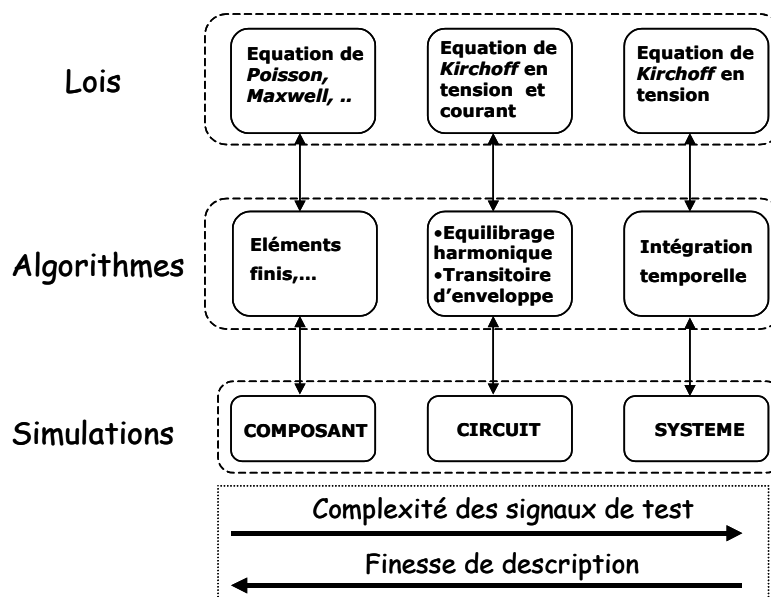 Lois
Equation de
Poisson,
Maxwell, ..
Equation de
Kirchoff en
tension et
courant
Equation de
Kirchoff en
tension
Algorithmes
Eléments
finis,...
•Equilibrage
harmonique
•Transitoire
d'enveloppe
Intégration
temporelle
Simulations
COMPOSANT
CIRCUIT
SYSTEME
Complexité des signaux de test
Finesse de description